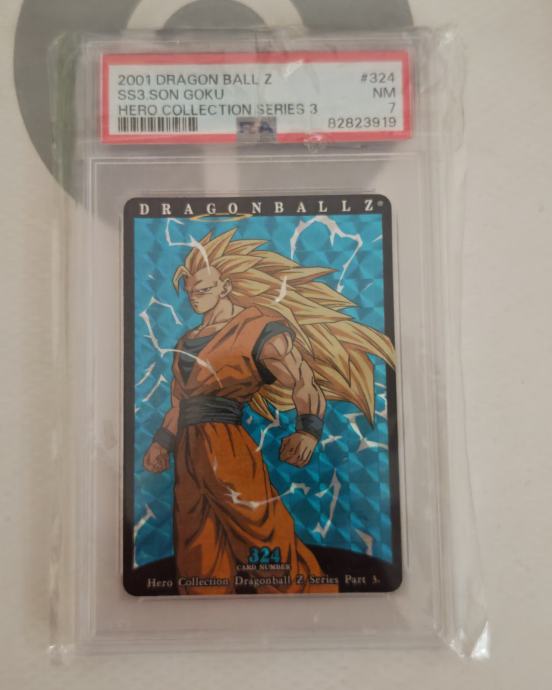 2001 DRAGON BALL Z #324
SS3 SON GOKU NM
HERO COLLECTION SERIES 3 7
PSA 82823919
DRAGONBALLZ®
324
CARD NUMBER
Hero Collection Dragonball Z Series Part 3.